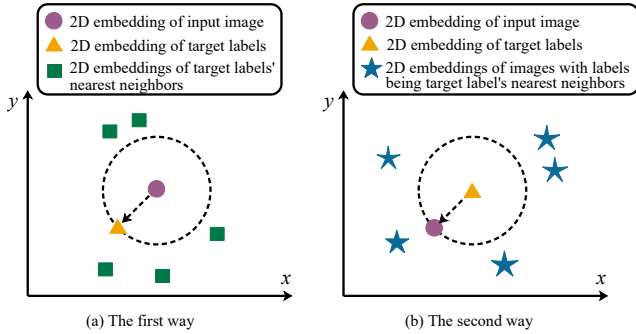 2D embedding of input image
2D embedding of target labels
2D embeddings of target labels'
nearest neighbors
y
x
(a) The first way
2D embedding of input image
2D embedding of target labels
2D embeddings of images with labels
being target label's nearest neighbors
y
x
(b) The second way